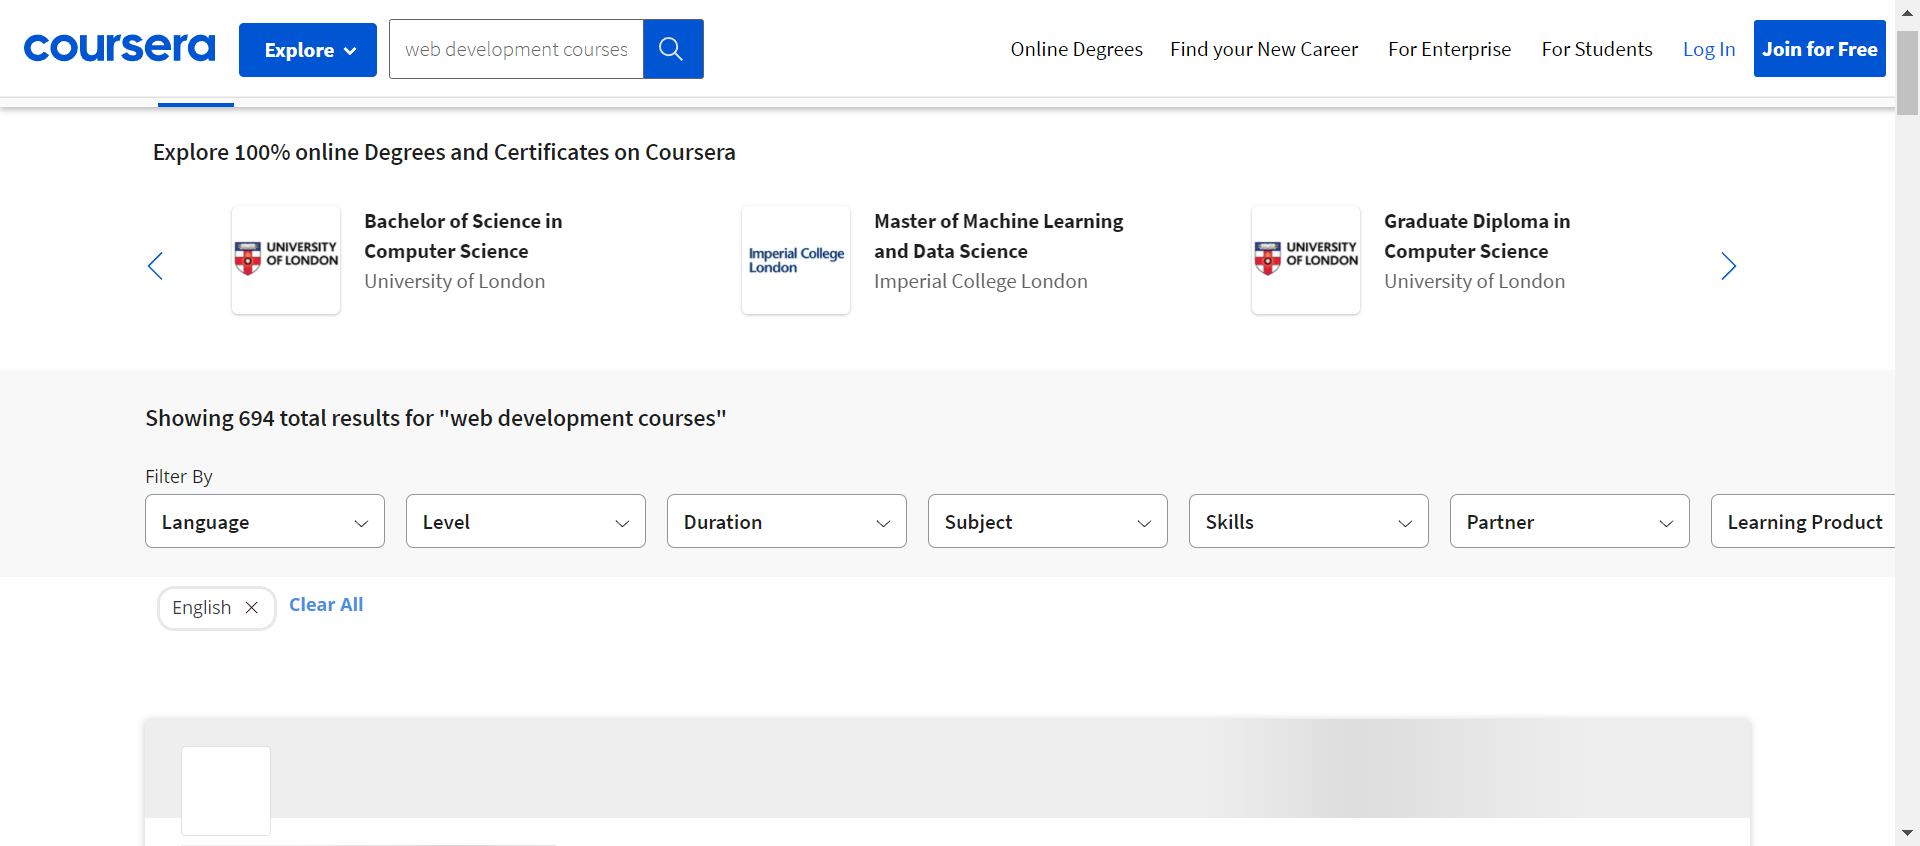 coursera
Explore
web development courses
Online Degrees
Find your New Career
For Enterprise
For Students
Log In
Join for Free
Explore 100% online Degrees and Certificates on Coursera
UNIVERSITY
OF LONDON
Bachelor of Science in
Computer Science
University of London
Imperial College
London
Master of Machine Learning
and Data Science
Imperial College London
UNIVERSITY
OF LONDON
Graduate Diploma in
Computer Science
University of London
Showing 694 total results for "web development courses"
Filter By
Language
Level
Duration
Subject
Skills
Partner
Learning Product
English
Clear All